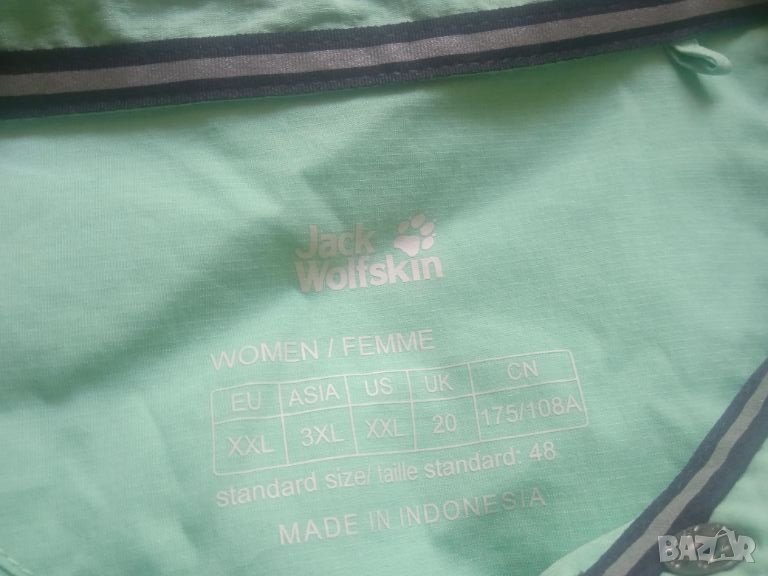 Jack
Wolfskin
WOMEN / FEMME
EU ASIA US UK CN
XXL 3XL XXL 20 175/108A
standard size/ taille standard: 48
MADE IN INDONESIA
BAZAR